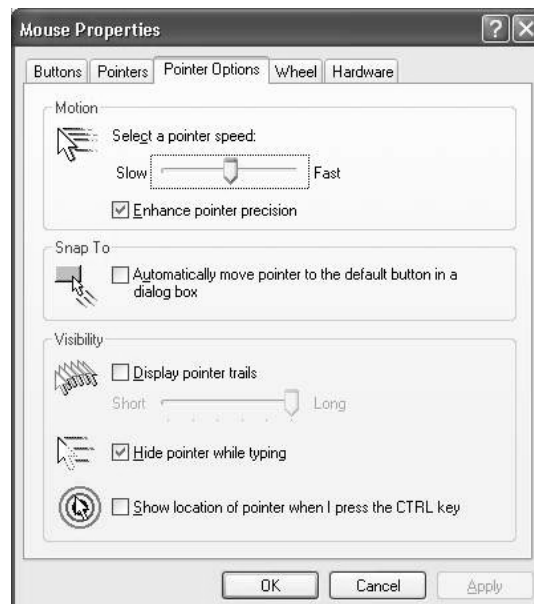 Mouse Properties
Buttons Pointers Pointer Options Wheel Hardware
Motion
Select a pointer speed:
Slow Fast
Enhance pointer precision
Snap To
Automatically move pointer to the default button in a
dialog box
Visibility
Display pointer trails
Short Long
Hide pointer while typing
Show location of pointer when I press the CTRL key
OK Cancel Apply